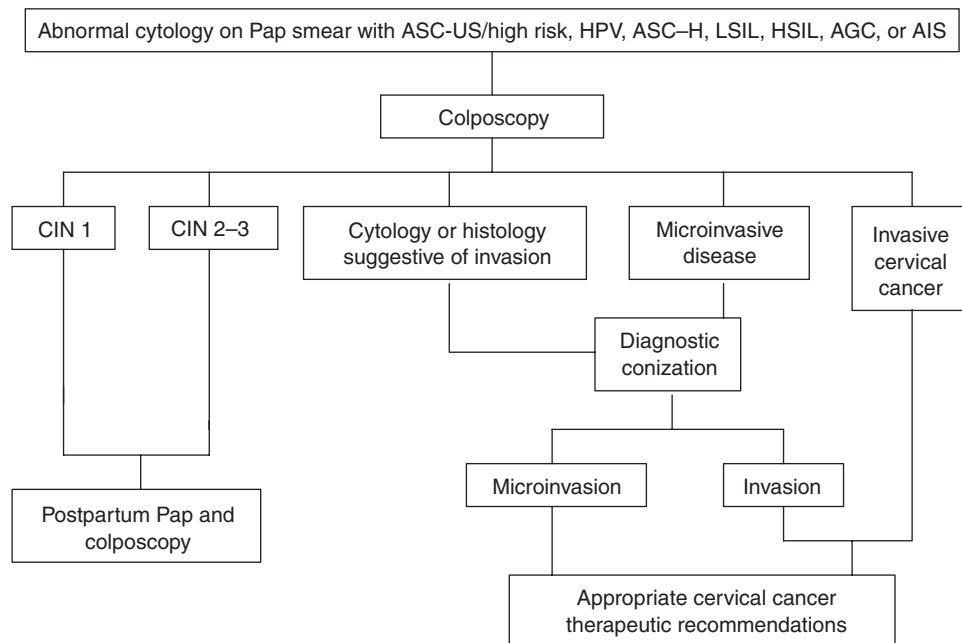 Abnormal cytology on Pap smear with ASC-US/high risk, HPV, ASC–H, LSIL, HSIL, AGC, or AIS
Colposcopy
CIN 1
CIN 2–3
Cytology or histology
suggestive of invasion
Microinvasive
disease
Invasive
cervical
cancer
Diagnostic
conization
Microinvasion
Invasion
Postpartum Pap and
colposcopy
Appropriate cervical cancer
therapeutic recommendations